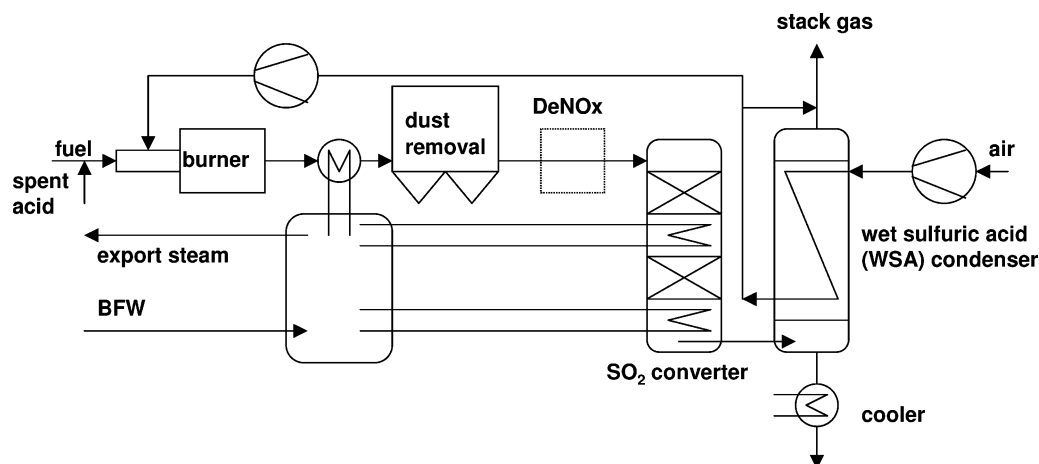 stack gas
DeNOx
dust
removal
fuel
burner
air
spent
acid
export steam
wet sulfuric acid
(WSA) condenser
BFW
SO₂ converter
cooler